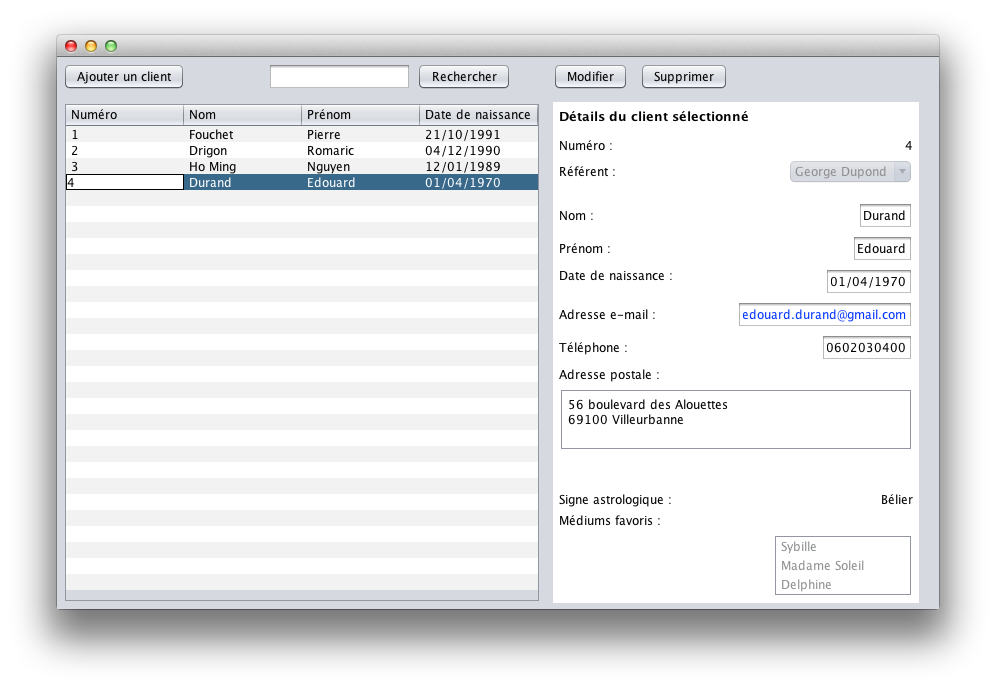 Ajouter un client Rechercher Modifier Supprimer
Numéro Nom Prénom Date de naissance
1 Fouchet Pierre 21/10/1991
2 Drigon Romaric 04/12/1990
3 Ho Ming Nguyen 12/01/1989
4 Durand Edouard 01/04/1970
Détails du client sélectionné
Numéro : 4
Référent : George Dupond
Nom : Durand
Prénom : Edouard
Date de naissance : 01/04/1970
Adresse e-mail : edouard.durand@gmail.com
Téléphone : 0602030400
Adresse postale :
56 boulevard des Alouettes
69100 Villeurbanne
Signe astrologique : Bélier
Médiums favoris :
Sybille
Madame Soleil
Delphine